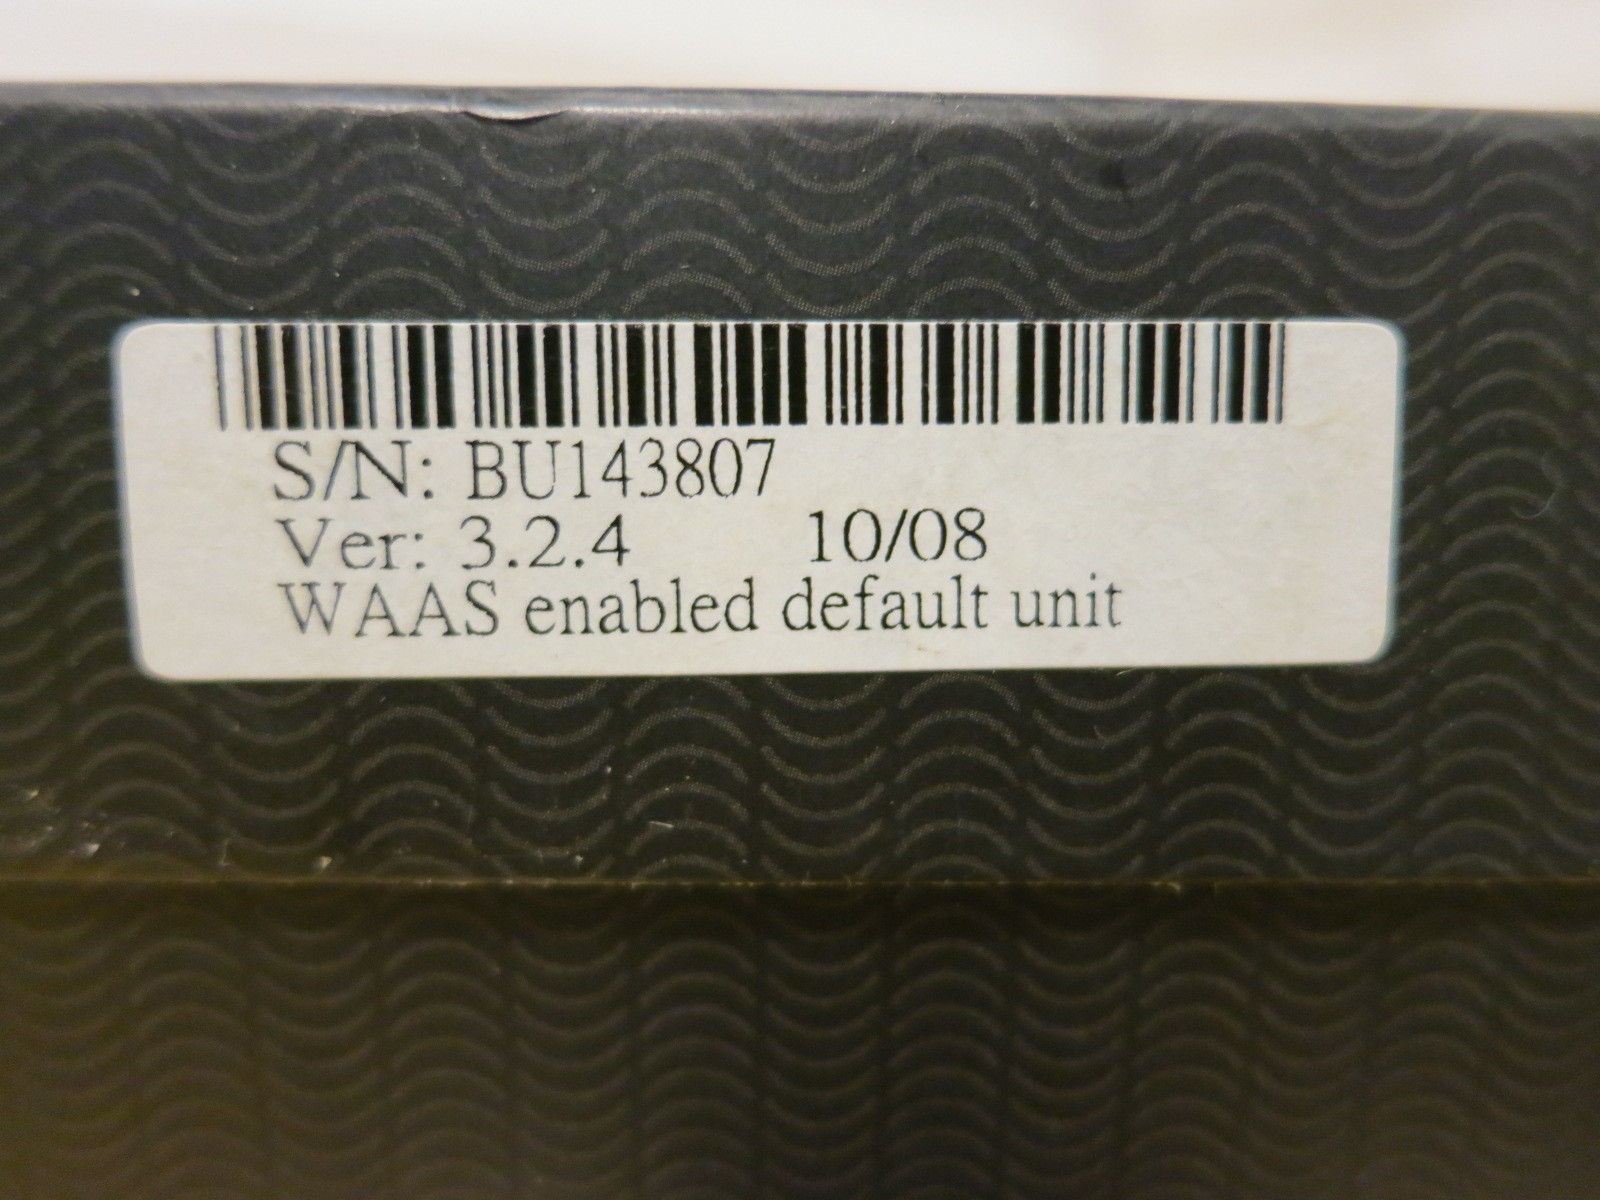 S/N: BU143807
Ver: 3.2.4 10/08
WAAS enabled default unit